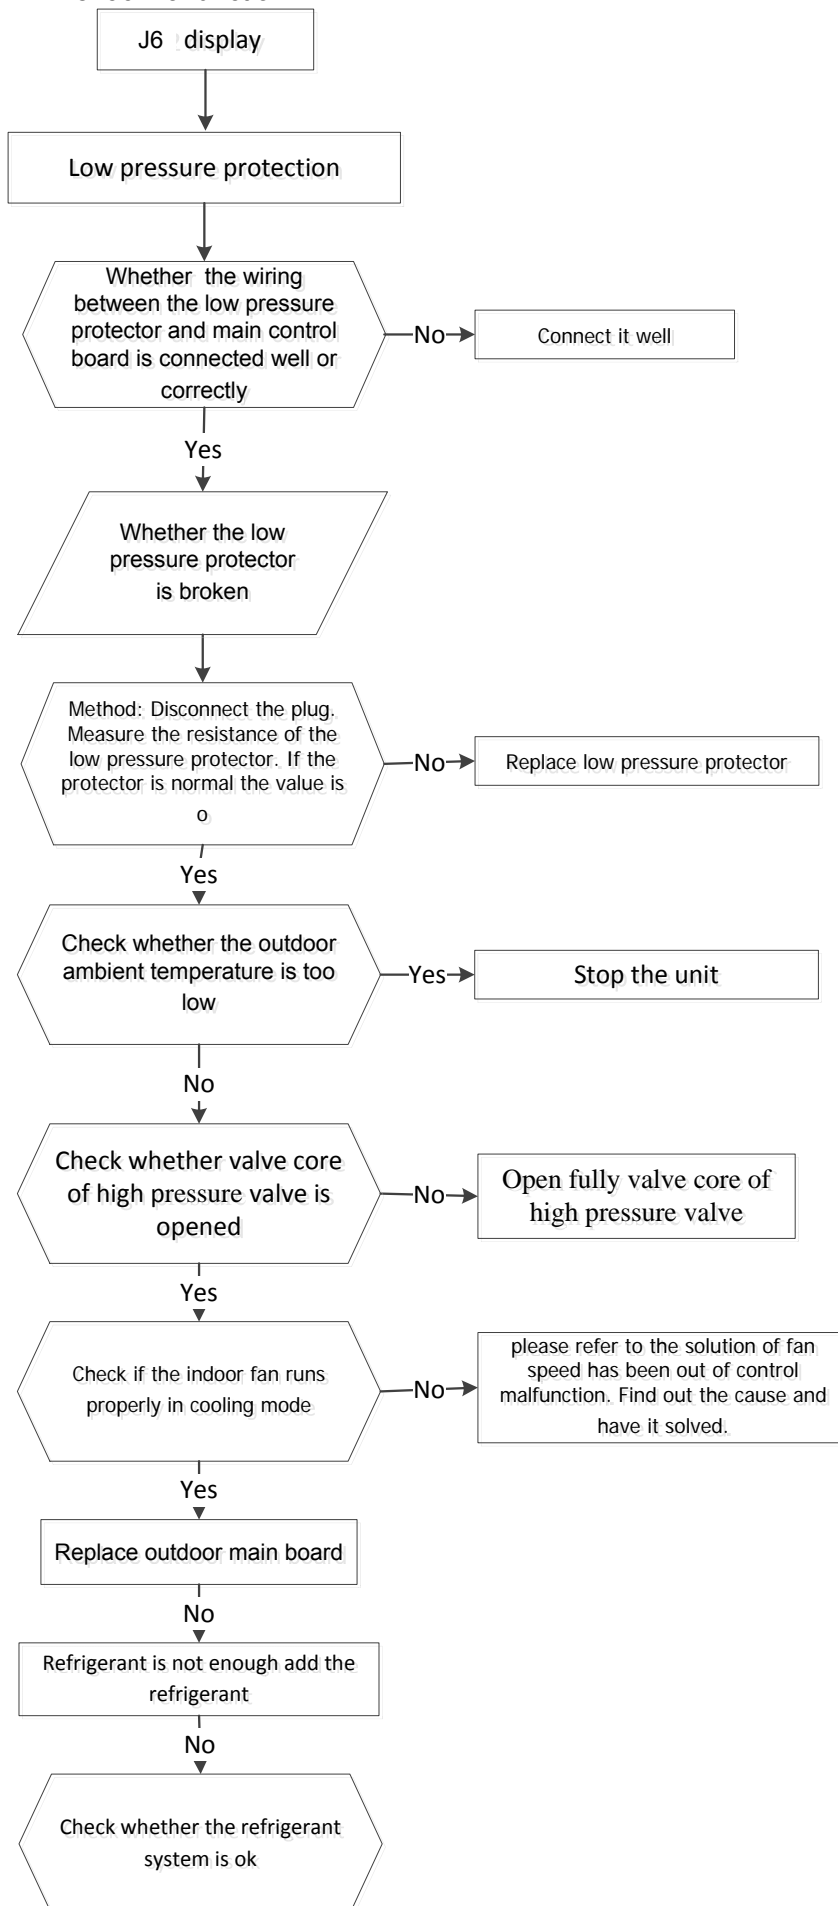 J6 display
Low pressure protection
Whether the wiring
between the low pressure
protector and main control
board is connected well or
correctly
No
Connect it well
Yes
Whether the low
pressure protector
is broken
Method: Disconnect the plug.
Measure the resistance of the
low pressure protector. If the
protector is normal the value is
o
No
Replace low pressure protector
Yes
Check whether the outdoor
ambient temperature is too
low
Yes
Stop the unit
No
Check whether valve core
of high pressure valve is
opened
No
Open fully valve core of
high pressure valve
Yes
Check if the indoor fan runs
properly in cooling mode
No
please refer to the solution of fan
speed has been out of control
malfunction. Find out the cause and
have it solved.
Yes
Replace outdoor main board
No
Refrigerant is not enough add the
refrigerant
No
Check whether the refrigerant
system is ok